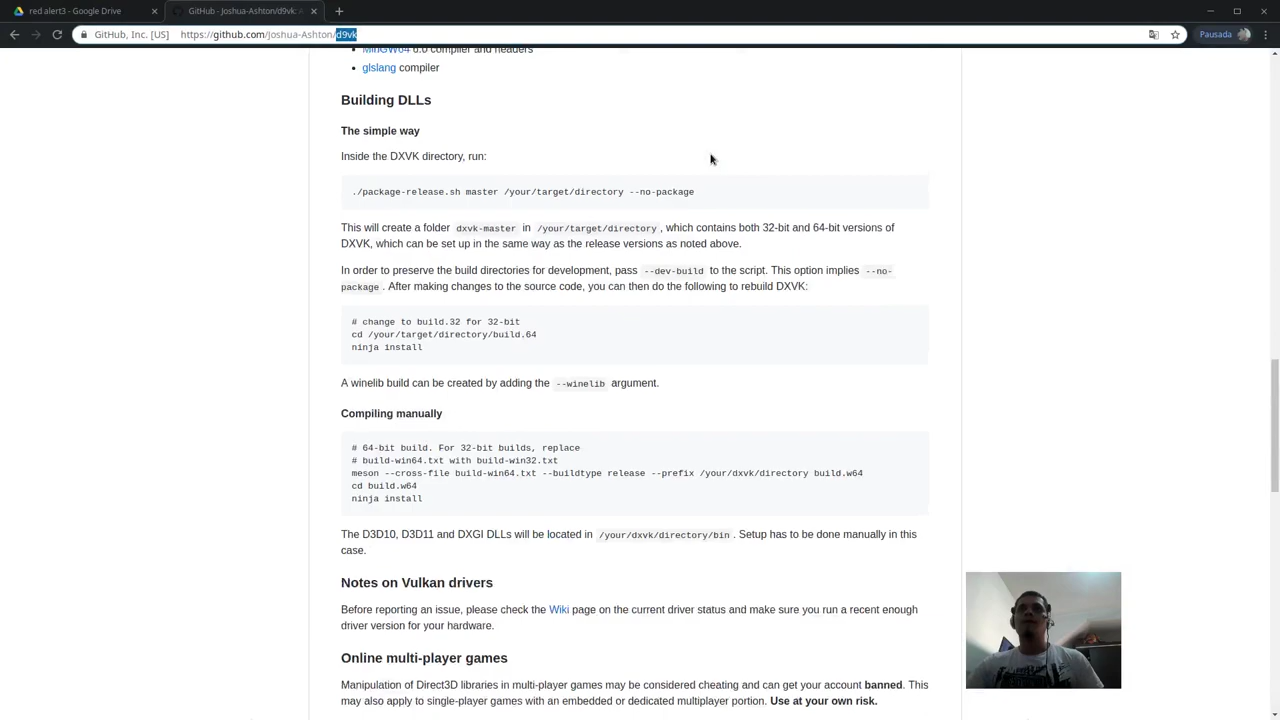 red alert3 - Google Drive
GitHub - Joshua-Ashton/d9vk
GitHub, Inc. [US] https://github.com/Joshua-Ashton/d9vk
Pausada
MinGW64 6.0 compiler and headers
glslang compiler
Building DLLs
The simple way
Inside the DXVK directory, run:
./package-release.sh master /your/target/directory --no-package
This will create a folder dxvk-master in /your/target/directory, which contains both 32-bit and 64-bit versions of
DXVK, which can be set up in the same way as the release versions as noted above.
In order to preserve the build directories for development, pass --dev-build to the script. This option implies --no-
package. After making changes to the source code, you can then do the following to rebuild DXVK:
# change to build.32 for 32-bit
cd /your/target/directory/build.64
ninja install
A winelib build can be created by adding the --winelib argument.
Compiling manually
# 64-bit build. For 32-bit builds, replace
# build-win64.txt with build-win32.txt
meson --cross-file build-win64.txt --buildtype release --prefix /your/dxvk/directory build.w64
cd build.w64
ninja install
The D3D10, D3D11 and DXGI DLLs will be located in /your/dxvk/directory/bin. Setup has to be done manually in this
case.
Notes on Vulkan drivers
Before reporting an issue, please check the Wiki page on the current driver status and make sure you run a recent enough
driver version for your hardware.
Online multi-player games
Manipulation of Direct3D libraries in multi-player games may be considered cheating and can get your account banned. This
may also apply to single-player games with an embedded or dedicated multiplayer portion. Use at your own risk.